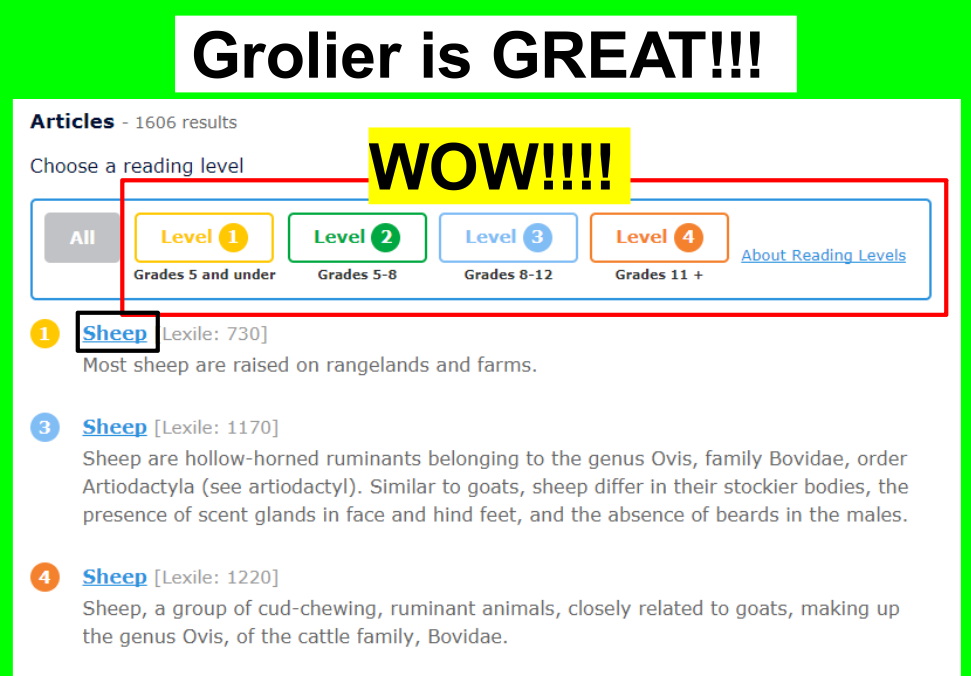 Grolier is GREAT!!!
Articles - 1606 results
WOW!!!!
Choose a reading level
All
Level 1
Level 2
Level 3
Level 4
About Reading Levels
Grades 5 and under
Grades 5-8
Grades 8-12
Grades 11 +
1 Sheep [Lexile: 730]
Most sheep are raised on rangelands and farms.
3 Sheep [Lexile: 1170]
Sheep are hollow-horned ruminants belonging to the genus Ovis, family Bovidae, order
Artiodactyla (see artiodactyl). Similar to goats, sheep differ in their stockier bodies, the
presence of scent glands in face and hind feet, and the absence of beards in the males.
4 Sheep [Lexile: 1220]
Sheep, a group of cud-chewing, ruminant animals, closely related to goats, making up
the genus Ovis, of the cattle family, Bovidae.